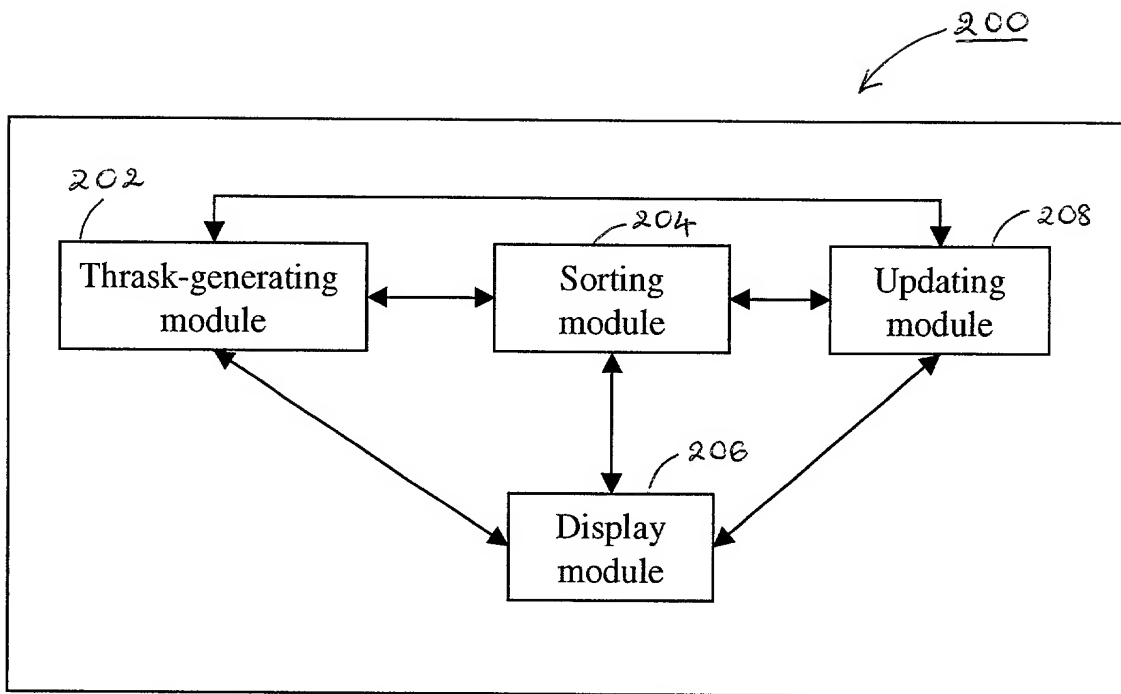 200
202
204
208
Thrask-generating
module
Sorting
module
Updating
module
206
Display
module